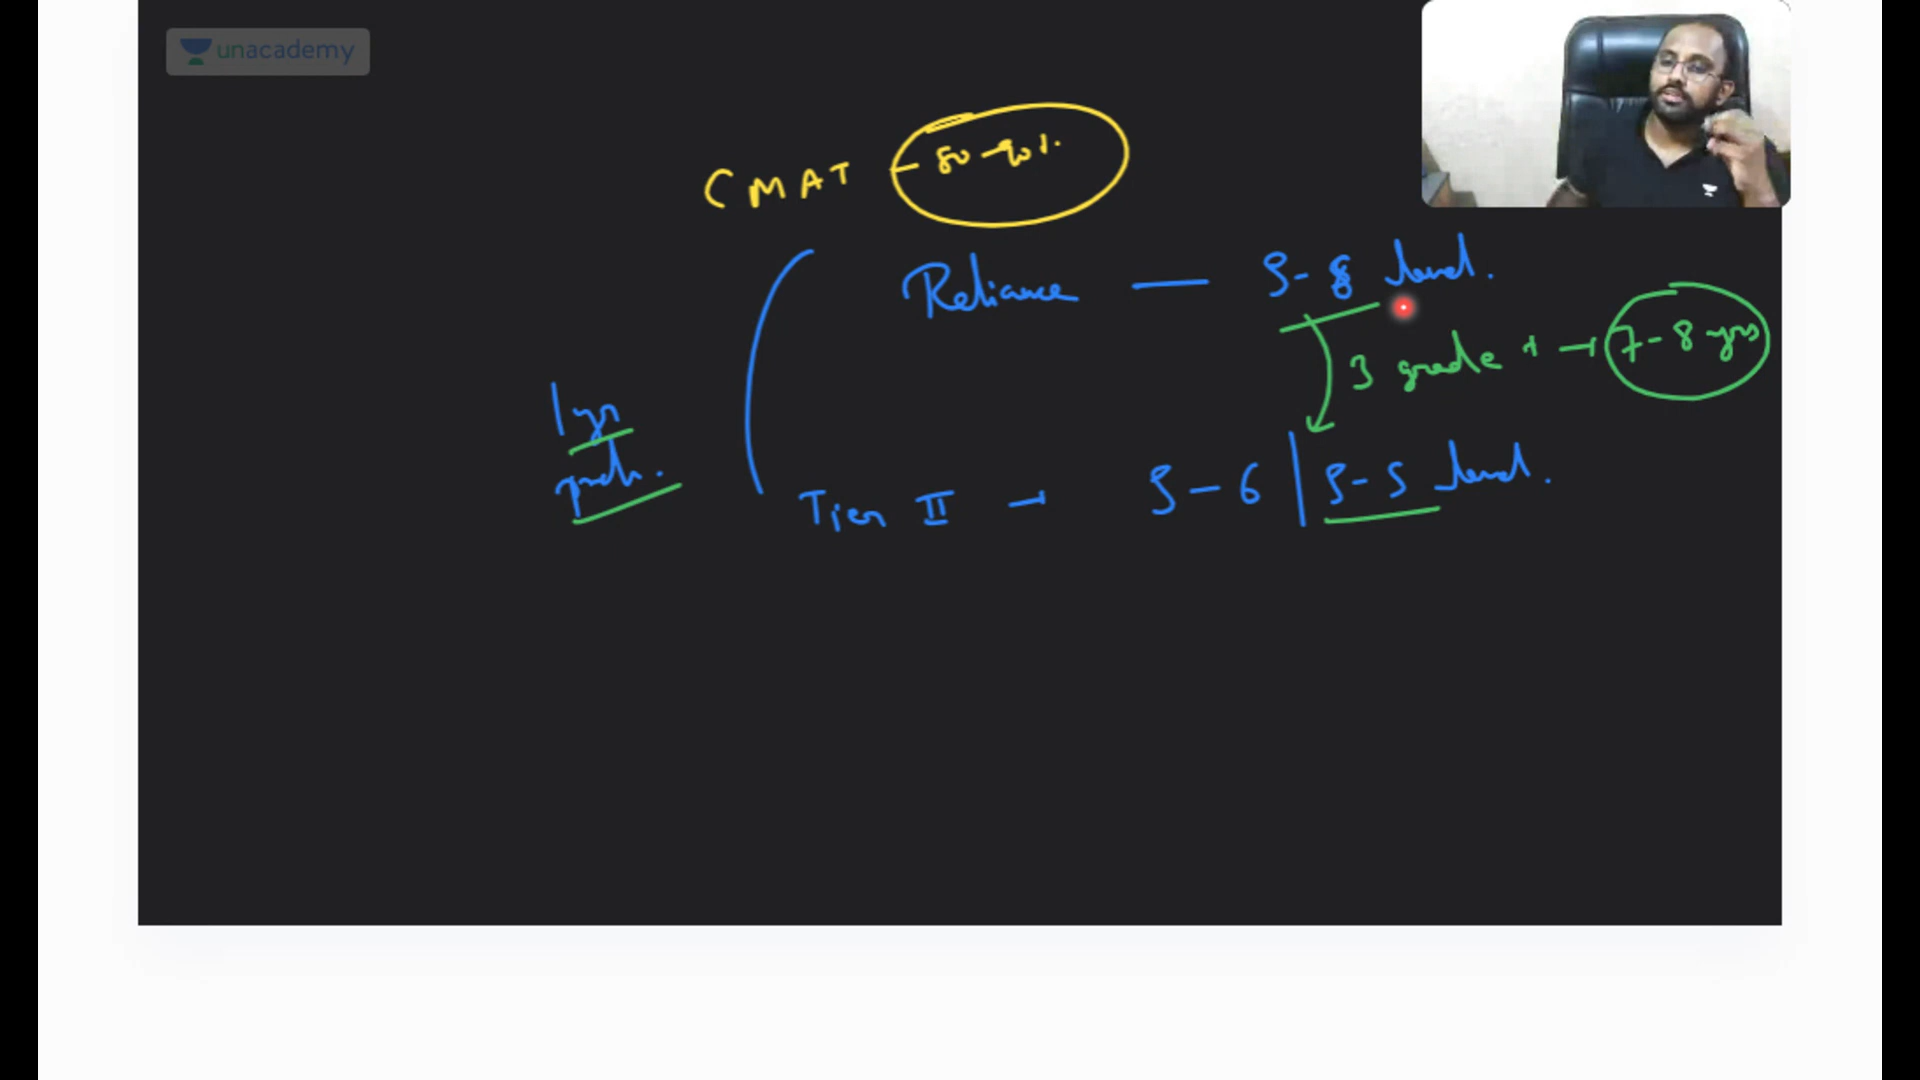 unacademy
CMAT - 80-90%.
Reliance — S-8 level.
3 grade + → 7-8 yrs
1 yr
Tier II → S-6 | S-5 level.